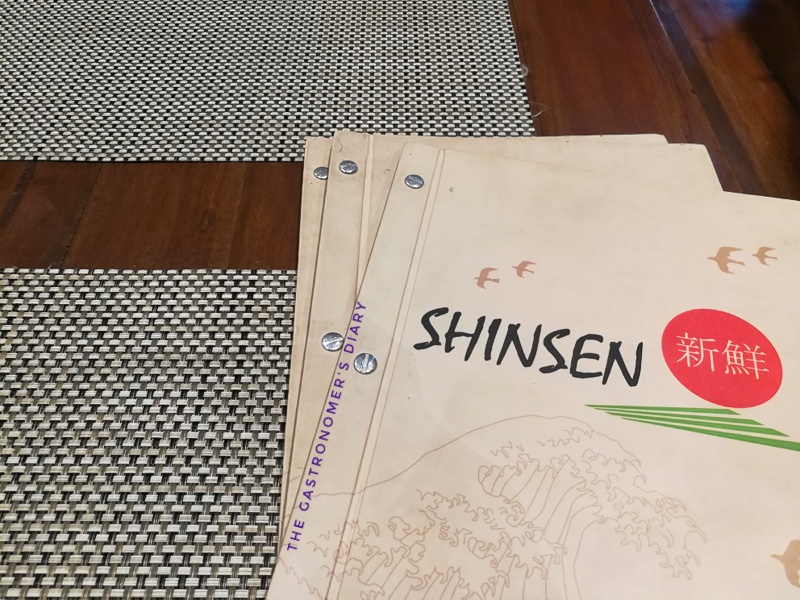 SHINSEN
新鮮
THE GASTRONOMER'S DIARY